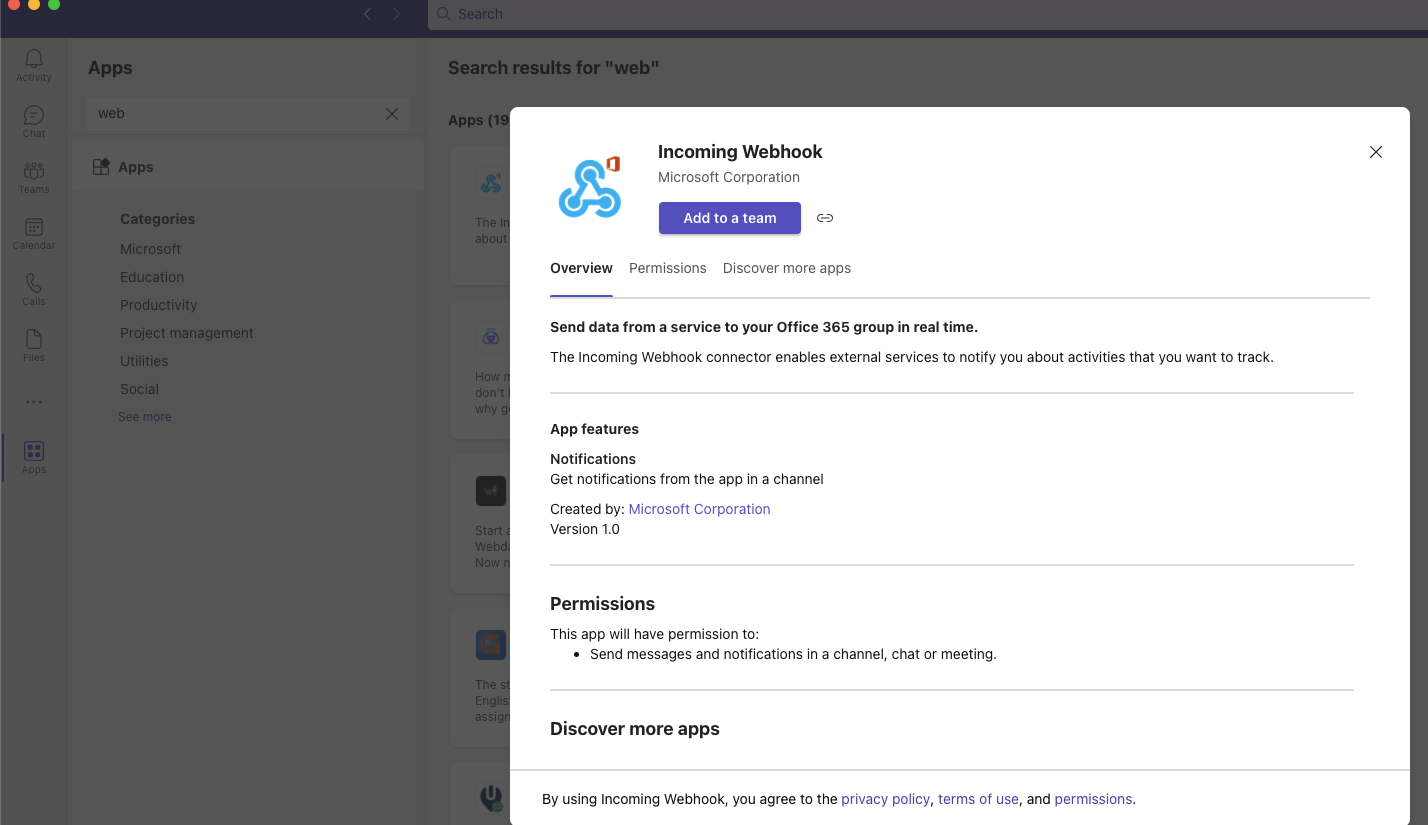 Search
Activity
Chat
Teams
Calendar
Calls
Files
Apps
Apps
web
Apps
Categories
Microsoft
Education
Productivity
Project management
Utilities
Social
See more
Search results for "web"
Apps (19
The In
about
How m
don't i
why g
Start a
Webda
Now n
The st
English
assign
Incoming Webhook
Microsoft Corporation
Add to a team
Overview Permissions Discover more apps
Send data from a service to your Office 365 group in real time.
The Incoming Webhook connector enables external services to notify you about activities that you want to track.
App features
Notifications
Get notifications from the app in a channel
Created by: Microsoft Corporation
Version 1.0
Permissions
This app will have permission to:
• Send messages and notifications in a channel, chat or meeting.
Discover more apps
By using Incoming Webhook, you agree to the privacy policy, terms of use, and permissions.